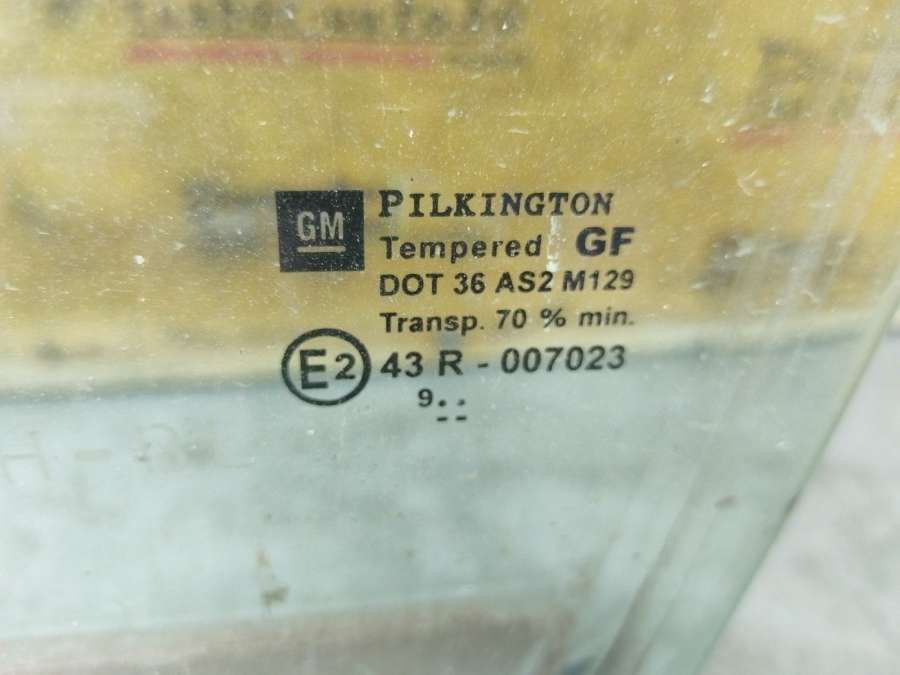 GM
PILKINGTON
Tempered GF
DOT 36 AS2 M129
Transp. 70 % min.
E2 43 R - 007023
9..
--